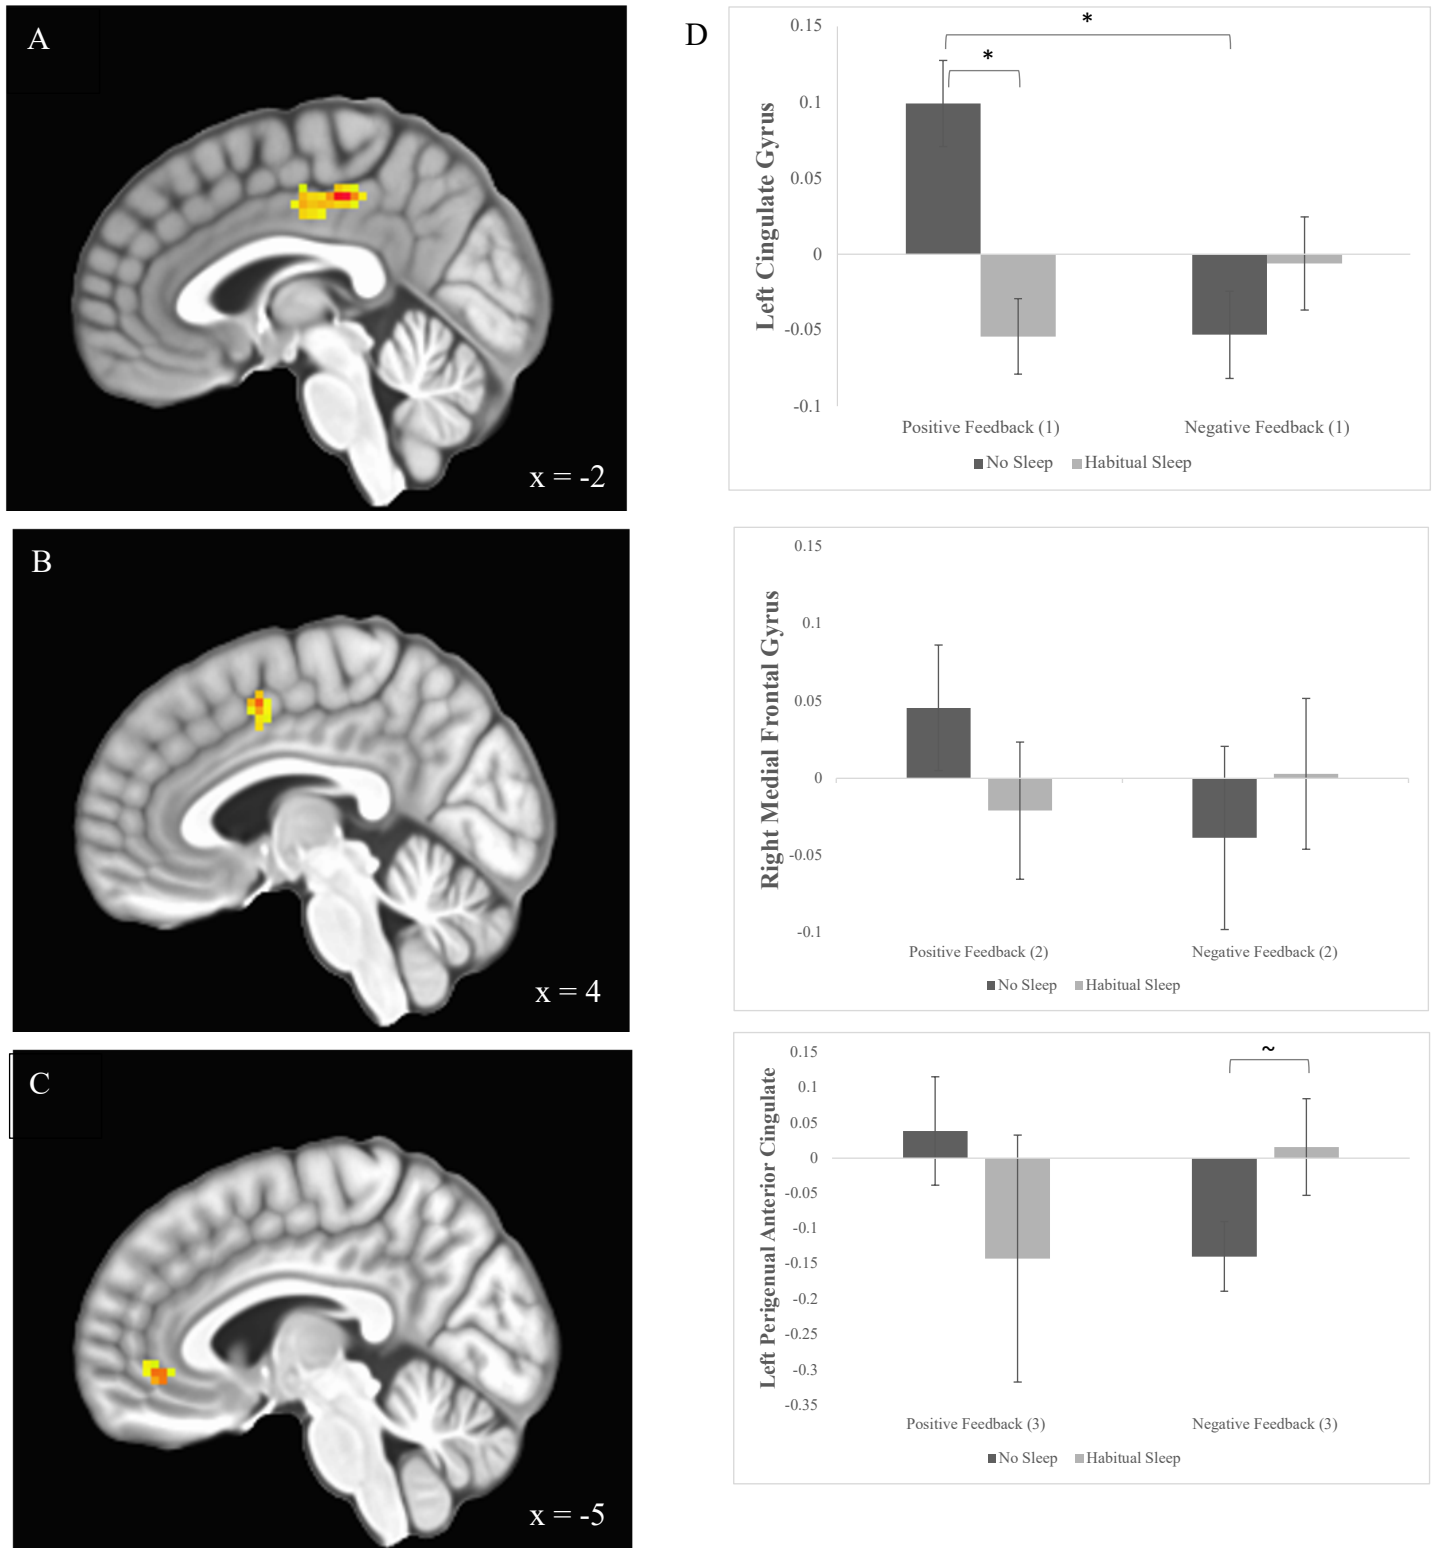 A
x = -2
B
x = 4
C
x = -5
D
Left Cingulate Gyrus
0.15
0.1
0.05
0
-0.05
-0.1
*
*
Positive Feedback (1) Negative Feedback (1)
No Sleep Habitual Sleep
Right Medial Frontal Gyrus
0.15
0.1
0.05
0
-0.05
-0.1
Positive Feedback (2) Negative Feedback (2)
No Sleep Habitual Sleep
Left Perigenual Anterior Cingulate
0.15
0.1
0.05
0
-0.05
-0.1
-0.15
-0.2
-0.25
-0.3
-0.35
~
Positive Feedback (3) Negative Feedback (3)
No Sleep Habitual Sleep